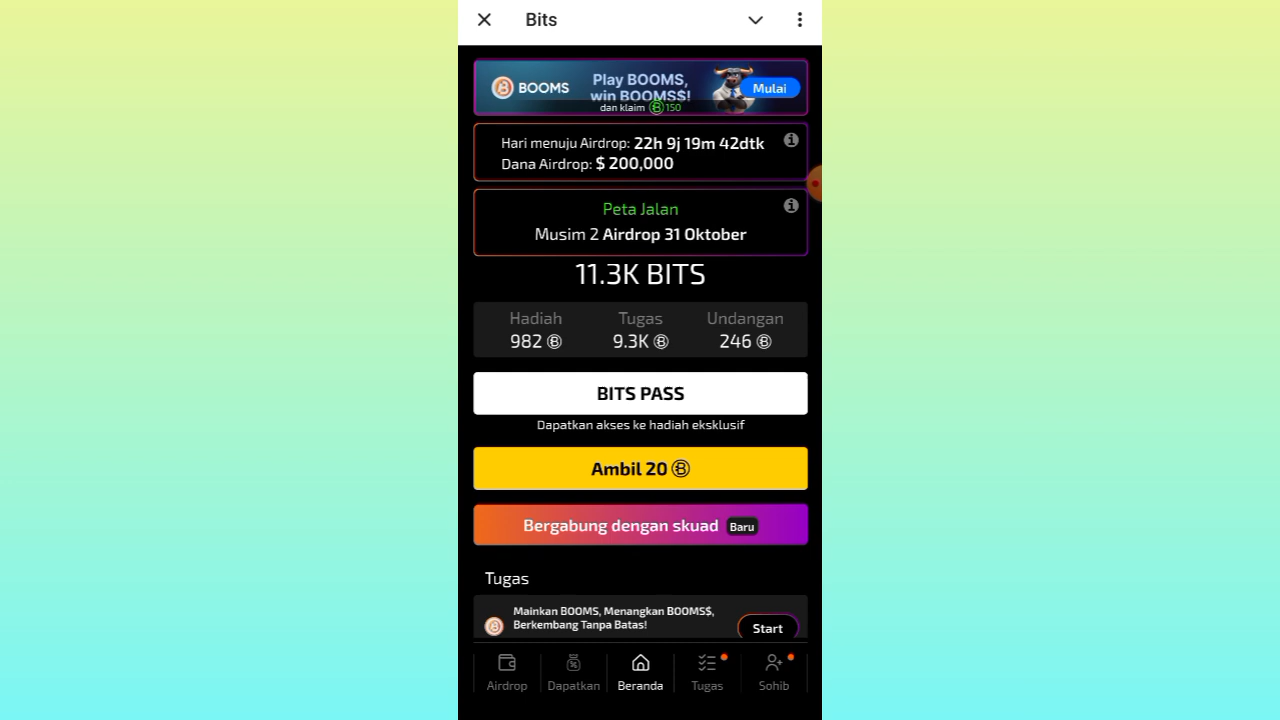 Bits
BOOMS
Play BOOMS,
win BOOMS$!
dan klaim 150
Mulai
Hari menuju Airdrop: 22h 9j 19m 42dtk
Dana Airdrop: $ 200,000
Peta Jalan
Musim 2 Airdrop 31 Oktober
11.3K BITS
Hadiah Tugas Undangan
982 9.3K 246
BITS PASS
Dapatkan akses ke hadiah eksklusif
Ambil 20
Bergabung dengan skuad Baru
Tugas
Mainkan BOOMS, Menangkan BOOMS$,
Berkembang Tanpa Batas!
Start
Airdrop Dapatkan Beranda Tugas Sohib